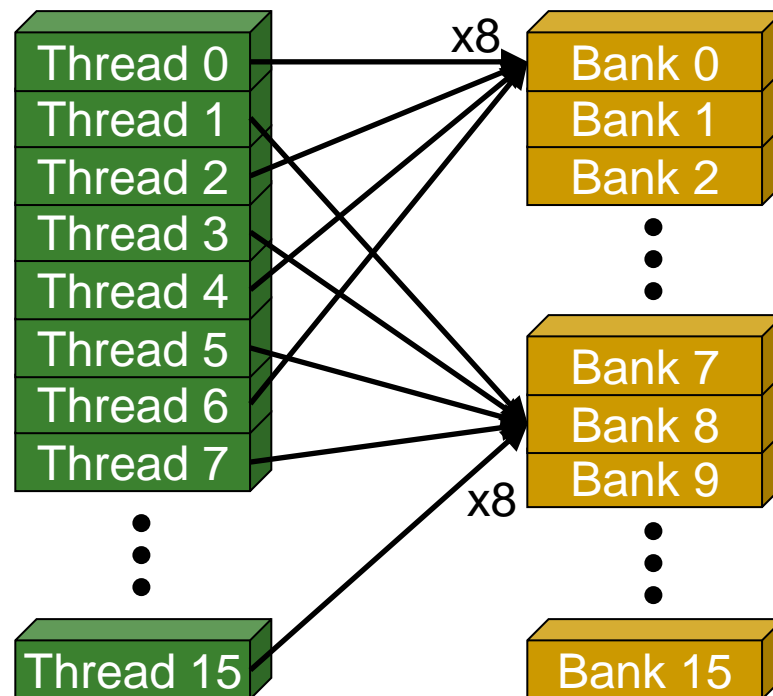 Thread 0
Thread 1
Thread 2
Thread 3
Thread 4
Thread 5
Thread 6
Thread 7
Thread 15
x8
x8
Bank 0
Bank 1
Bank 2
Bank 7
Bank 8
Bank 9
Bank 15